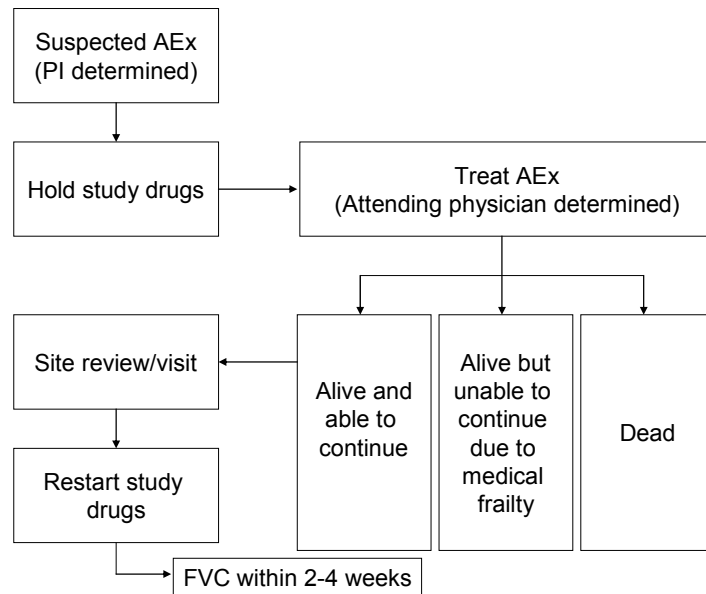 Suspected AEx
(PI determined)
Hold study drugs
Treat AEx
(Attending physician determined)
Site review/visit
Alive and
able to
continue
Alive but
unable to
continue
due to
medical
frailty
Dead
Restart study
drugs
FVC within 2-4 weeks